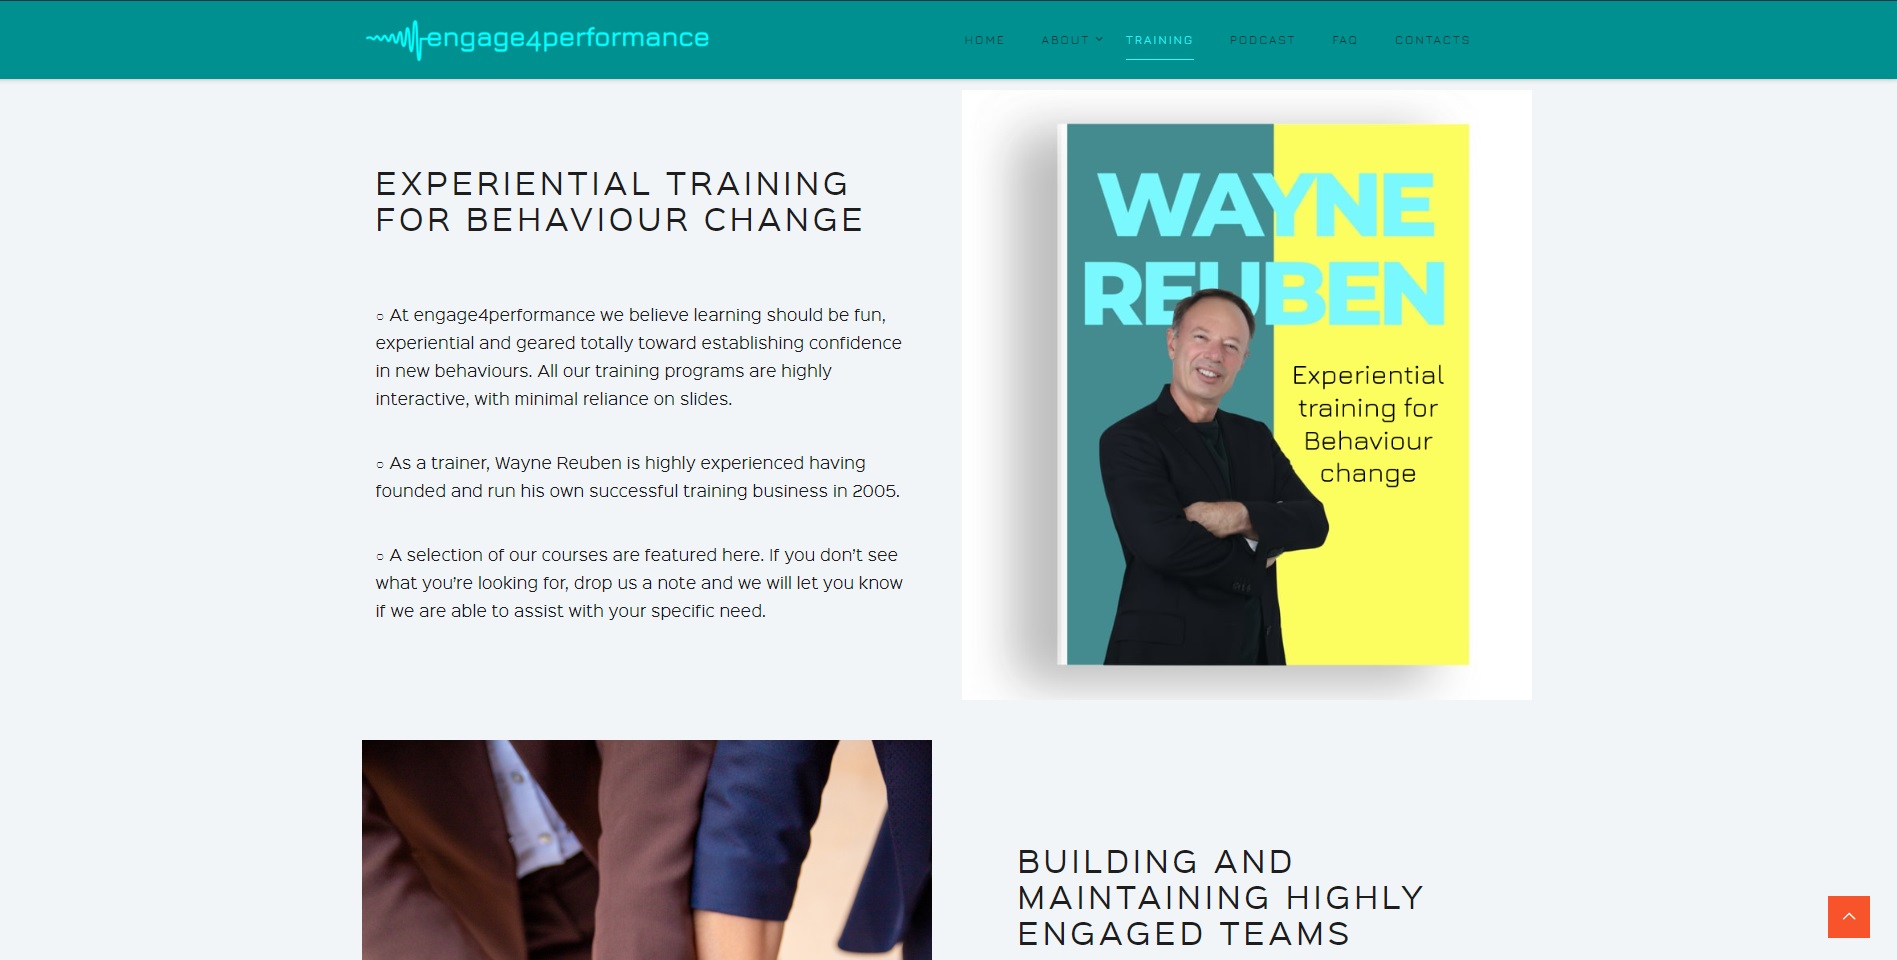 engage4performance
HOME ABOUT TRAINING PODCAST FAQ CONTACTS
EXPERIENTIAL TRAINING
FOR BEHAVIOUR CHANGE
○ At engage4performance we believe learning should be fun,
experiential and geared totally toward establishing confidence
in new behaviours. All our training programs are highly
interactive, with minimal reliance on slides.
○ As a trainer, Wayne Reuben is highly experienced having
founded and run his own successful training business in 2005.
○ A selection of our courses are featured here. If you don’t see
what you’re looking for, drop us a note and we will let you know
if we are able to assist with your specific need.
WAYNE
REUBEN
Experiential
training for
Behaviour
change
BUILDING AND
MAINTAINING HIGHLY
ENGAGED TEAMS